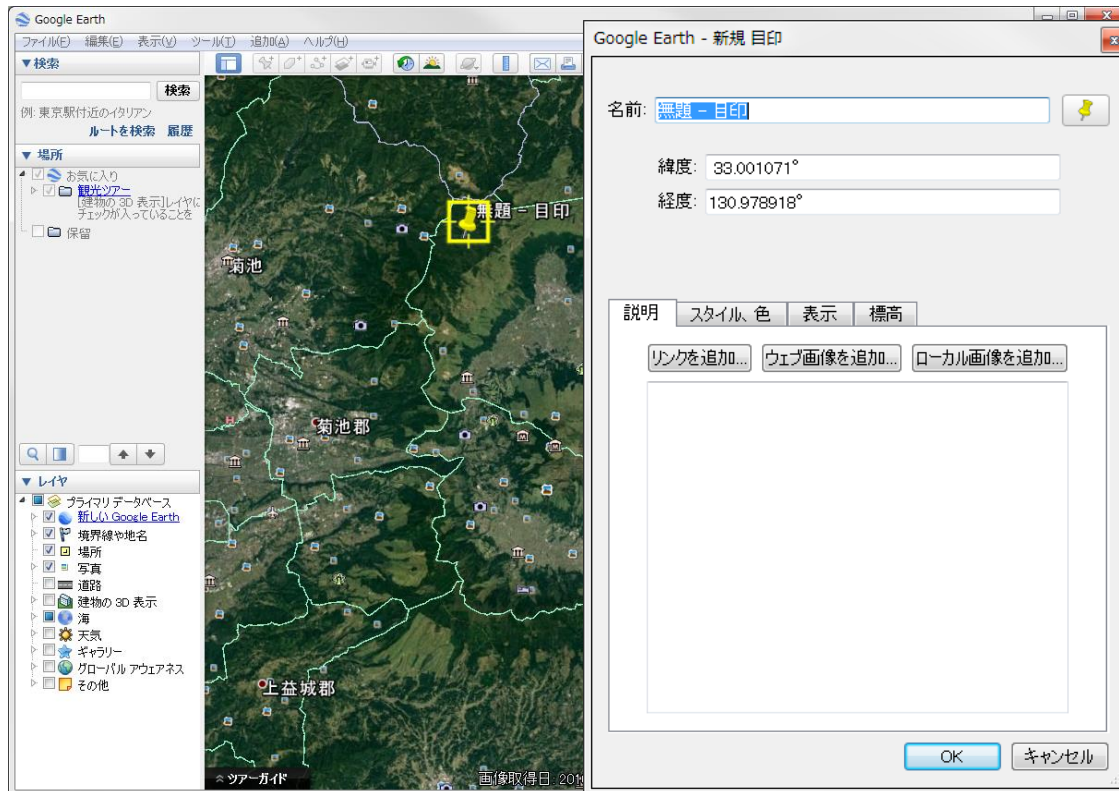 Google Earth
ファイル(F) 編集(E) 表示(V) ツール(T) 追加(A) ヘルプ(H)
▼検索
検索
例: 東京駅付近のイタリアン
ルートを検索 履歴
▼ 場所
お気に入り
観光ツアー
[建物の 3D 表示]レイヤに
チェックが入っていることを
保留
▼ レイヤ
プライマリ データベース
新しい Google Earth
境界線や地名
場所
写真
道路
建物の 3D 表示
海
天気
ギャラリー
グローバル アウェアネス
その他
無題 - 目印
菊池
菊池郡
上益城郡
ツアーガイド
画像取得日: 201
Google Earth - 新規 目印
名前: 無題 - 目印
緯度: 33.001071°
経度: 130.978918°
説明 スタイル、色 表示 標高
リンクを追加... ウェブ画像を追加... ローカル画像を追加...
OK キャンセル